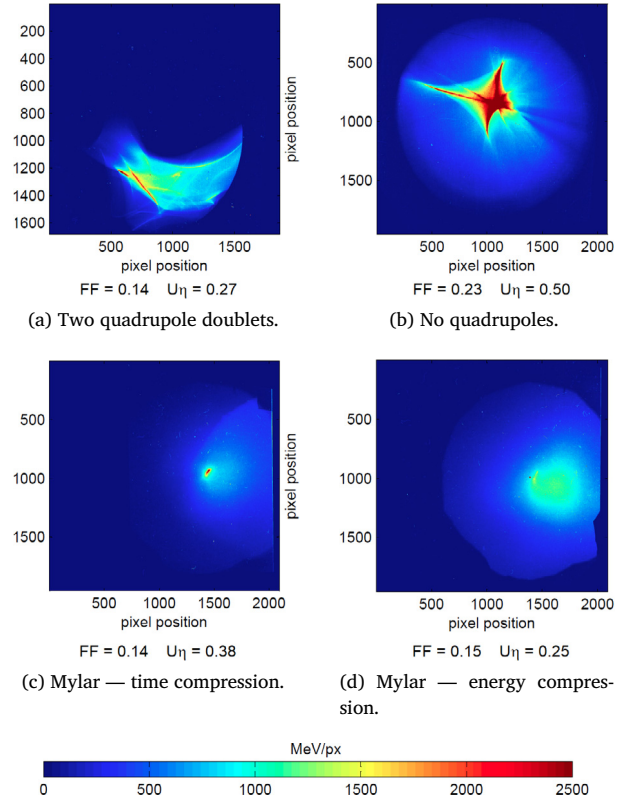 200
400
600
800
1000
1200
1400
1600
500 1000 1500
pixel position
FF = 0.14 Uη = 0.27
(a) Two quadrupole doublets.
pixel position
500
1000
1500
500 1000 1500 2000
pixel position
FF = 0.23 Uη = 0.50
(b) No quadrupoles.
500
1000
1500
500 1000 1500 2000
pixel position
FF = 0.14 Uη = 0.38
(c) Mylar — time compression.
pixel position
500
1000
1500
500 1000 1500 2000
pixel position
FF = 0.15 Uη = 0.25
(d) Mylar — energy compres-
sion.
MeV/px
0 500 1000 1500 2000 2500